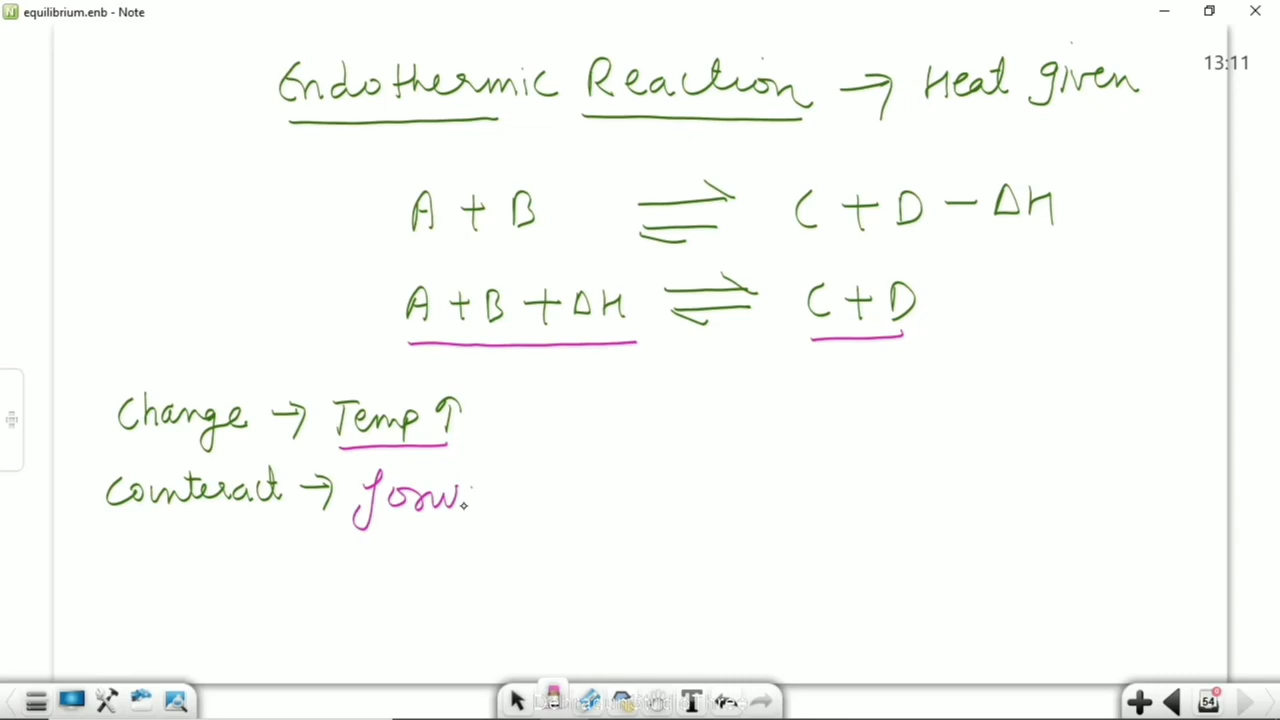 equilibrium.enb - Note
13:11
Endothermic Reaction → Heat given
A + B ⇌ C + D - ΔH
A + B + ΔH ⇌ C + D
Change → Temp ↑
Counteract → forw
54